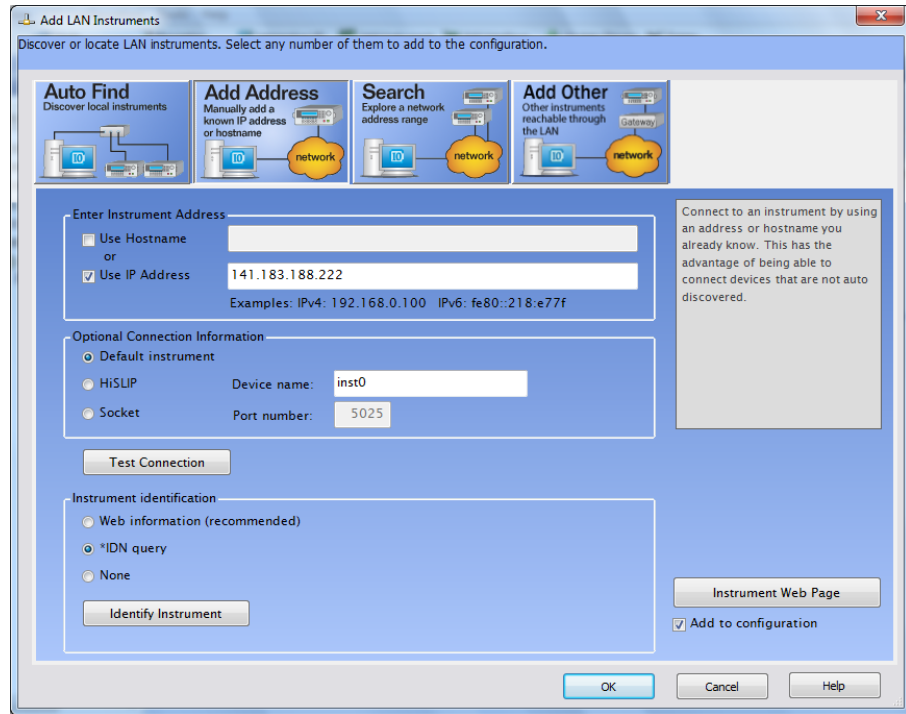 Add LAN Instruments
Discover or locate LAN instruments. Select any number of them to add to the configuration.
Auto Find
Discover local instruments
IO
Add Address
Manually add a
known IP address
or hostname
IO
network
Search
Explore a network
address range
IO
network
Add Other
Other instruments
reachable through
the LAN
Gateway
IO
network
Enter Instrument Address
Use Hostname
or
Use IP Address
141.183.188.222
Examples: IPv4: 192.168.0.100 IPv6: fe80::218:e77f
Connect to an instrument by using
an address or hostname you
already know. This has the
advantage of being able to
connect devices that are not auto
discovered.
Optional Connection Information
Default instrument
HiSLIP
Device name:
inst0
Socket
Port number:
5025
Test Connection
Instrument identification
Web information (recommended)
*IDN query
None
Identify Instrument
Instrument Web Page
Add to configuration
OK
Cancel
Help